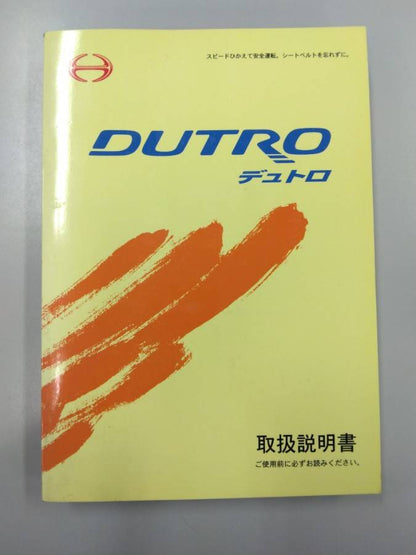 スピードひかえて安全運転。シートベルトを忘れずに。
DUTRO
デュトロ
取扱説明書
ご使用前に必ずお読みください。